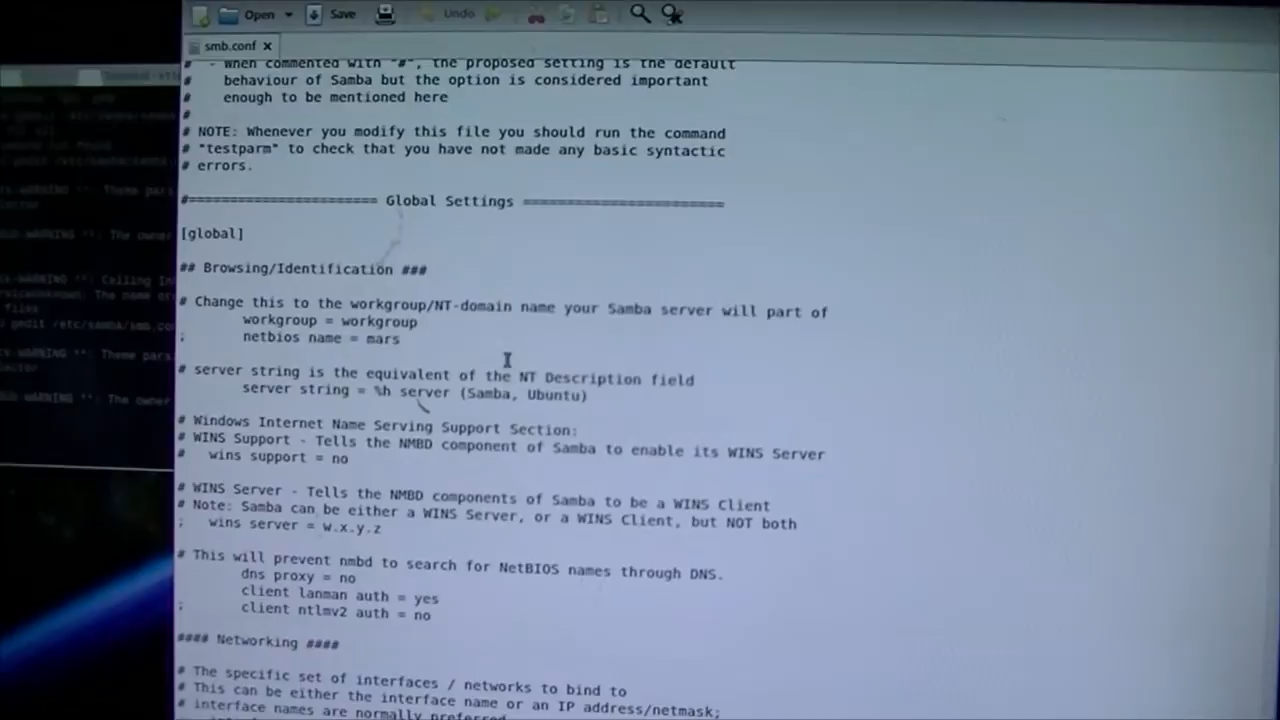 Open Save Undo
smb.conf ×
# - When commented with "#", the proposed setting is the default
# behaviour of Samba but the option is considered important
# enough to be mentioned here
#
# NOTE: Whenever you modify this file you should run the command
# "testparm" to check that you have not made any basic syntactic
# errors.
#======================= Global Settings =======================
[global]
## Browsing/Identification ###
# Change this to the workgroup/NT-domain name your Samba server will part of
workgroup = workgroup
; netbios name = mars
# server string is the equivalent of the NT Description field
server string = %h server (Samba, Ubuntu)
# Windows Internet Name Serving Support Section:
# WINS Support - Tells the NMBD component of Samba to enable its WINS Server
# wins support = no
# WINS Server - Tells the NMBD components of Samba to be a WINS Client
# Note: Samba can be either a WINS Server, or a WINS Client, but NOT both
; wins server = w.x.y.z
# This will prevent nmbd to search for NetBIOS names through DNS.
dns proxy = no
client lanman auth = yes
; client ntlmv2 auth = no
#### Networking ####
# The specific set of interfaces / networks to bind to
# This can be either the interface name or an IP address/netmask;
# interface names are normally preferred